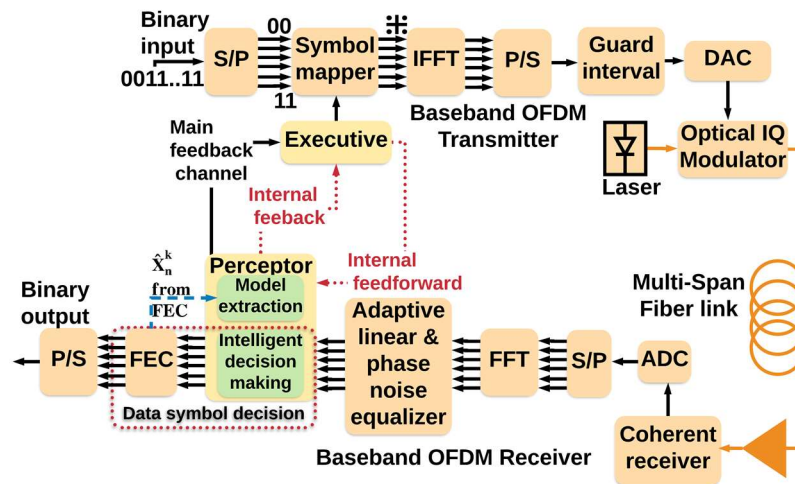 Binary
input
0011..11
S/P
00
11
Symbol
mapper
IFFT
P/S
Guard
interval
DAC
Baseband OFDM
Transmitter
Optical IQ
Modulator
Laser
Main
feedback
channel
Executive
Internal
feeback
Internal
feedforward
X̂ₙᵏ
from
FEC
Perceptor
Model
extraction
Multi-Span
Fiber link
Binary
output
P/S
FEC
Intelligent
decision
making
Data symbol decision
Adaptive
linear &
phase
noise
equalizer
FFT
S/P
ADC
Coherent
receiver
Baseband OFDM Receiver